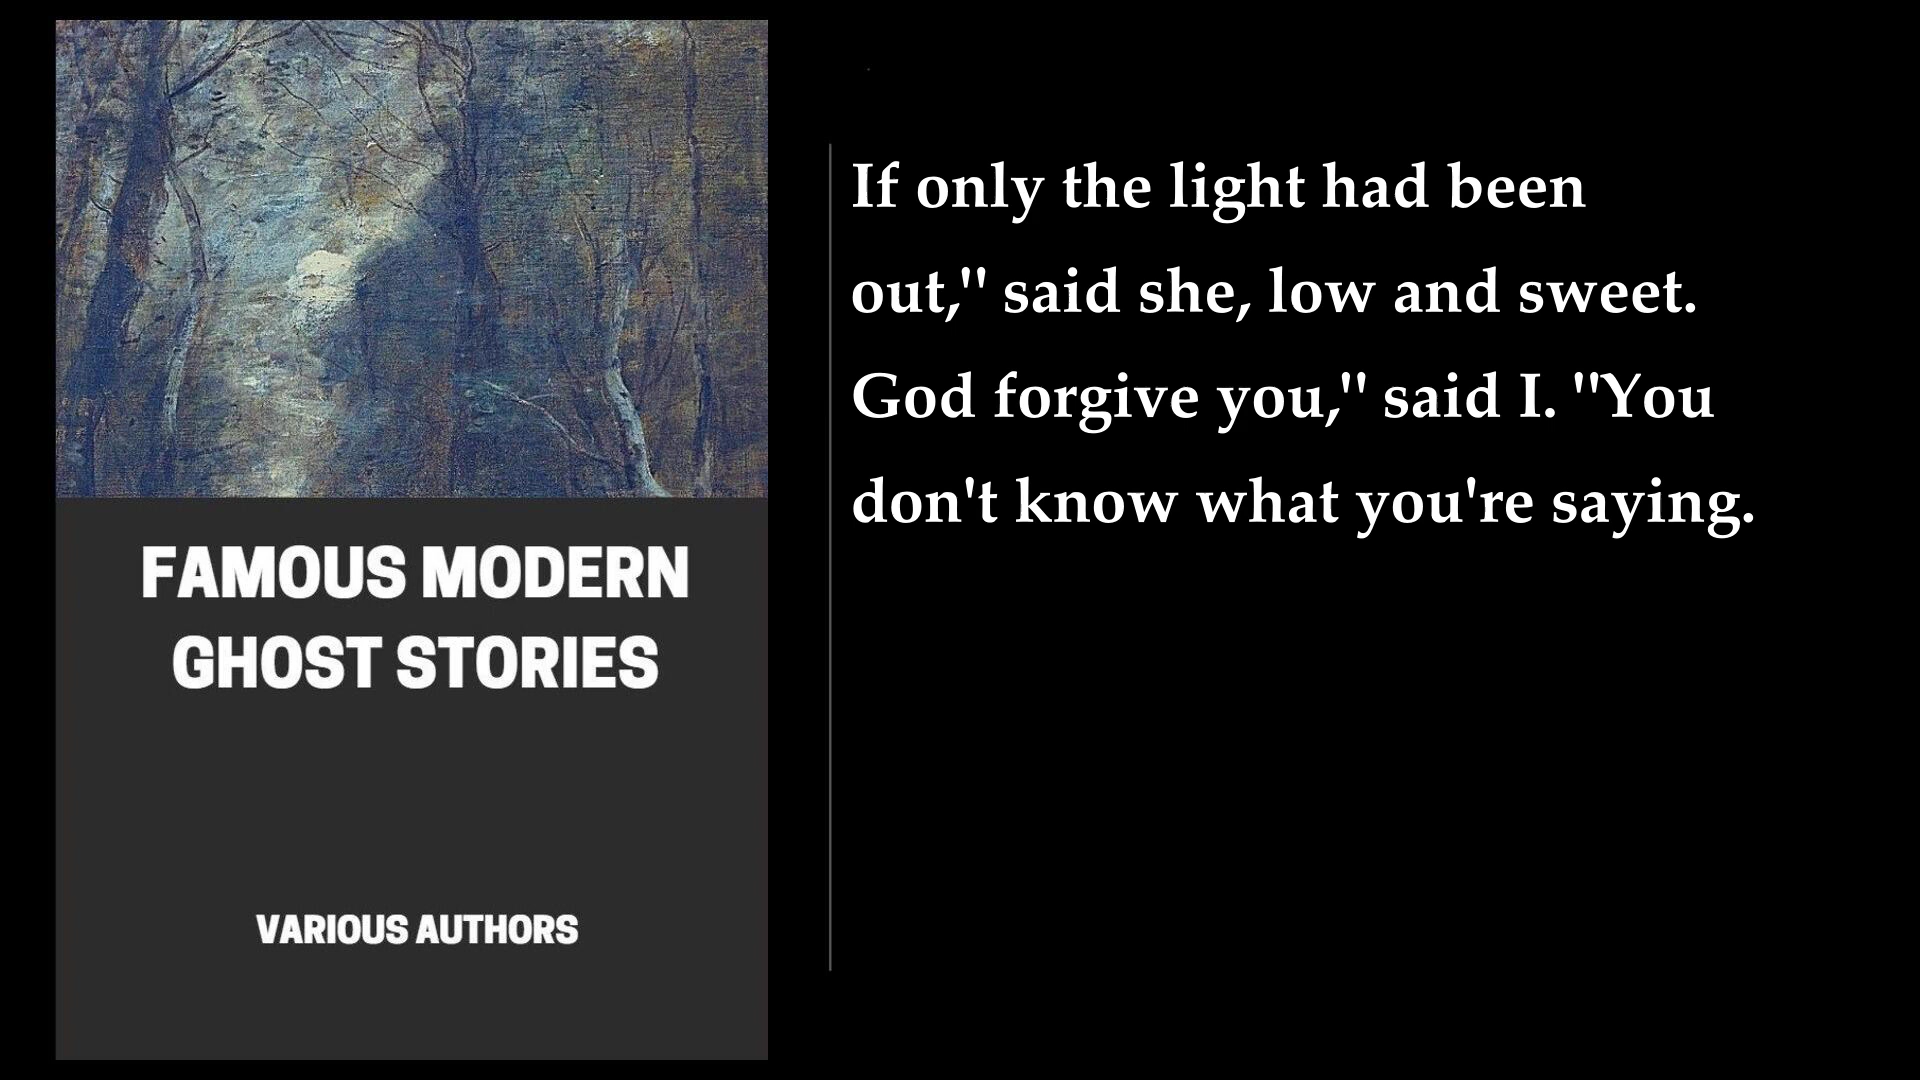 FAMOUS MODERN
GHOST STORIES
VARIOUS AUTHORS
If only the light had been
out," said she, low and sweet.
God forgive you," said I. "You
don't know what you're saying.